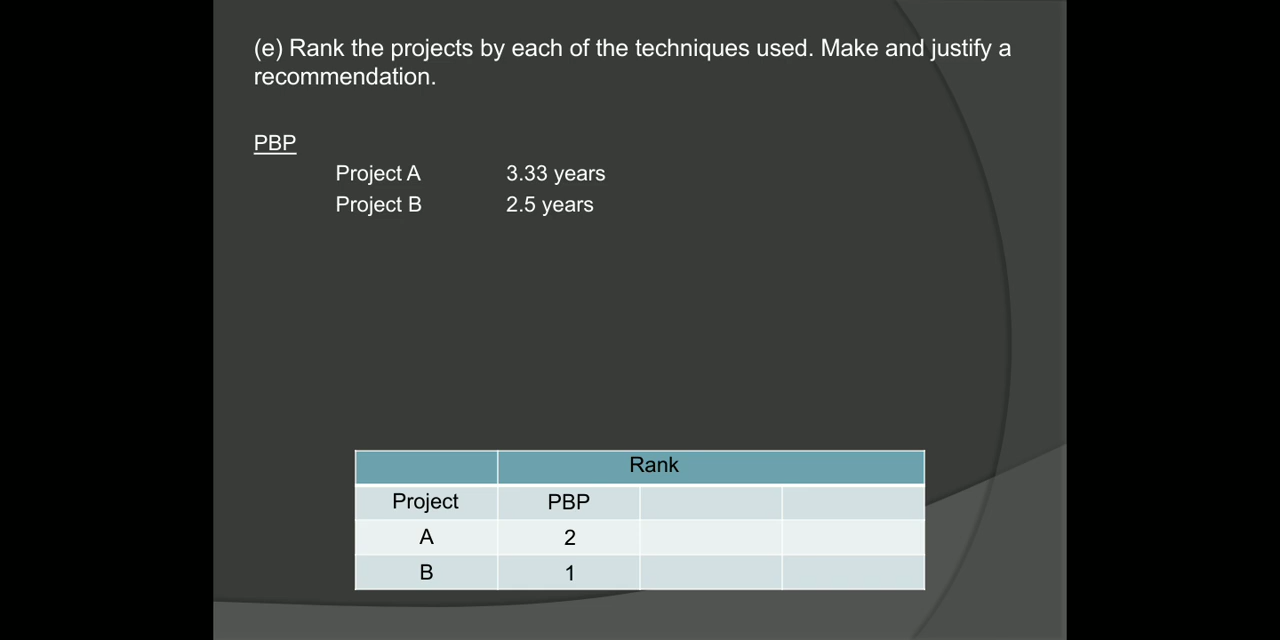 (e) Rank the projects by each of the techniques used. Make and justify a
recommendation.
PBP
Project A 3.33 years
Project B 2.5 years
Rank
Project PBP
A 2
B 1